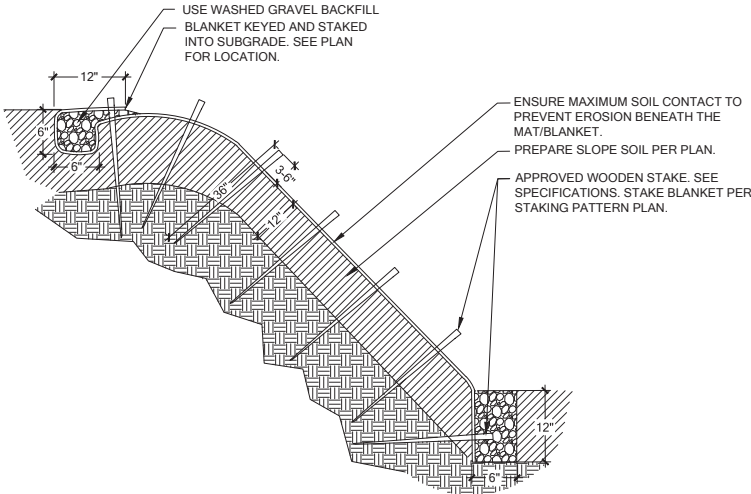 USE WASHED GRAVEL BACKFILL
BLANKET KEYED AND STAKED
INTO SUBGRADE. SEE PLAN
FOR LOCATION.
12"
6"
6"
ENSURE MAXIMUM SOIL CONTACT TO
PREVENT EROSION BENEATH THE
MAT/BLANKET.
PREPARE SLOPE SOIL PER PLAN.
APPROVED WOODEN STAKE. SEE
SPECIFICATIONS. STAKE BLANKET PER
STAKING PATTERN PLAN.
3-6"
36"
12"
12"
6"